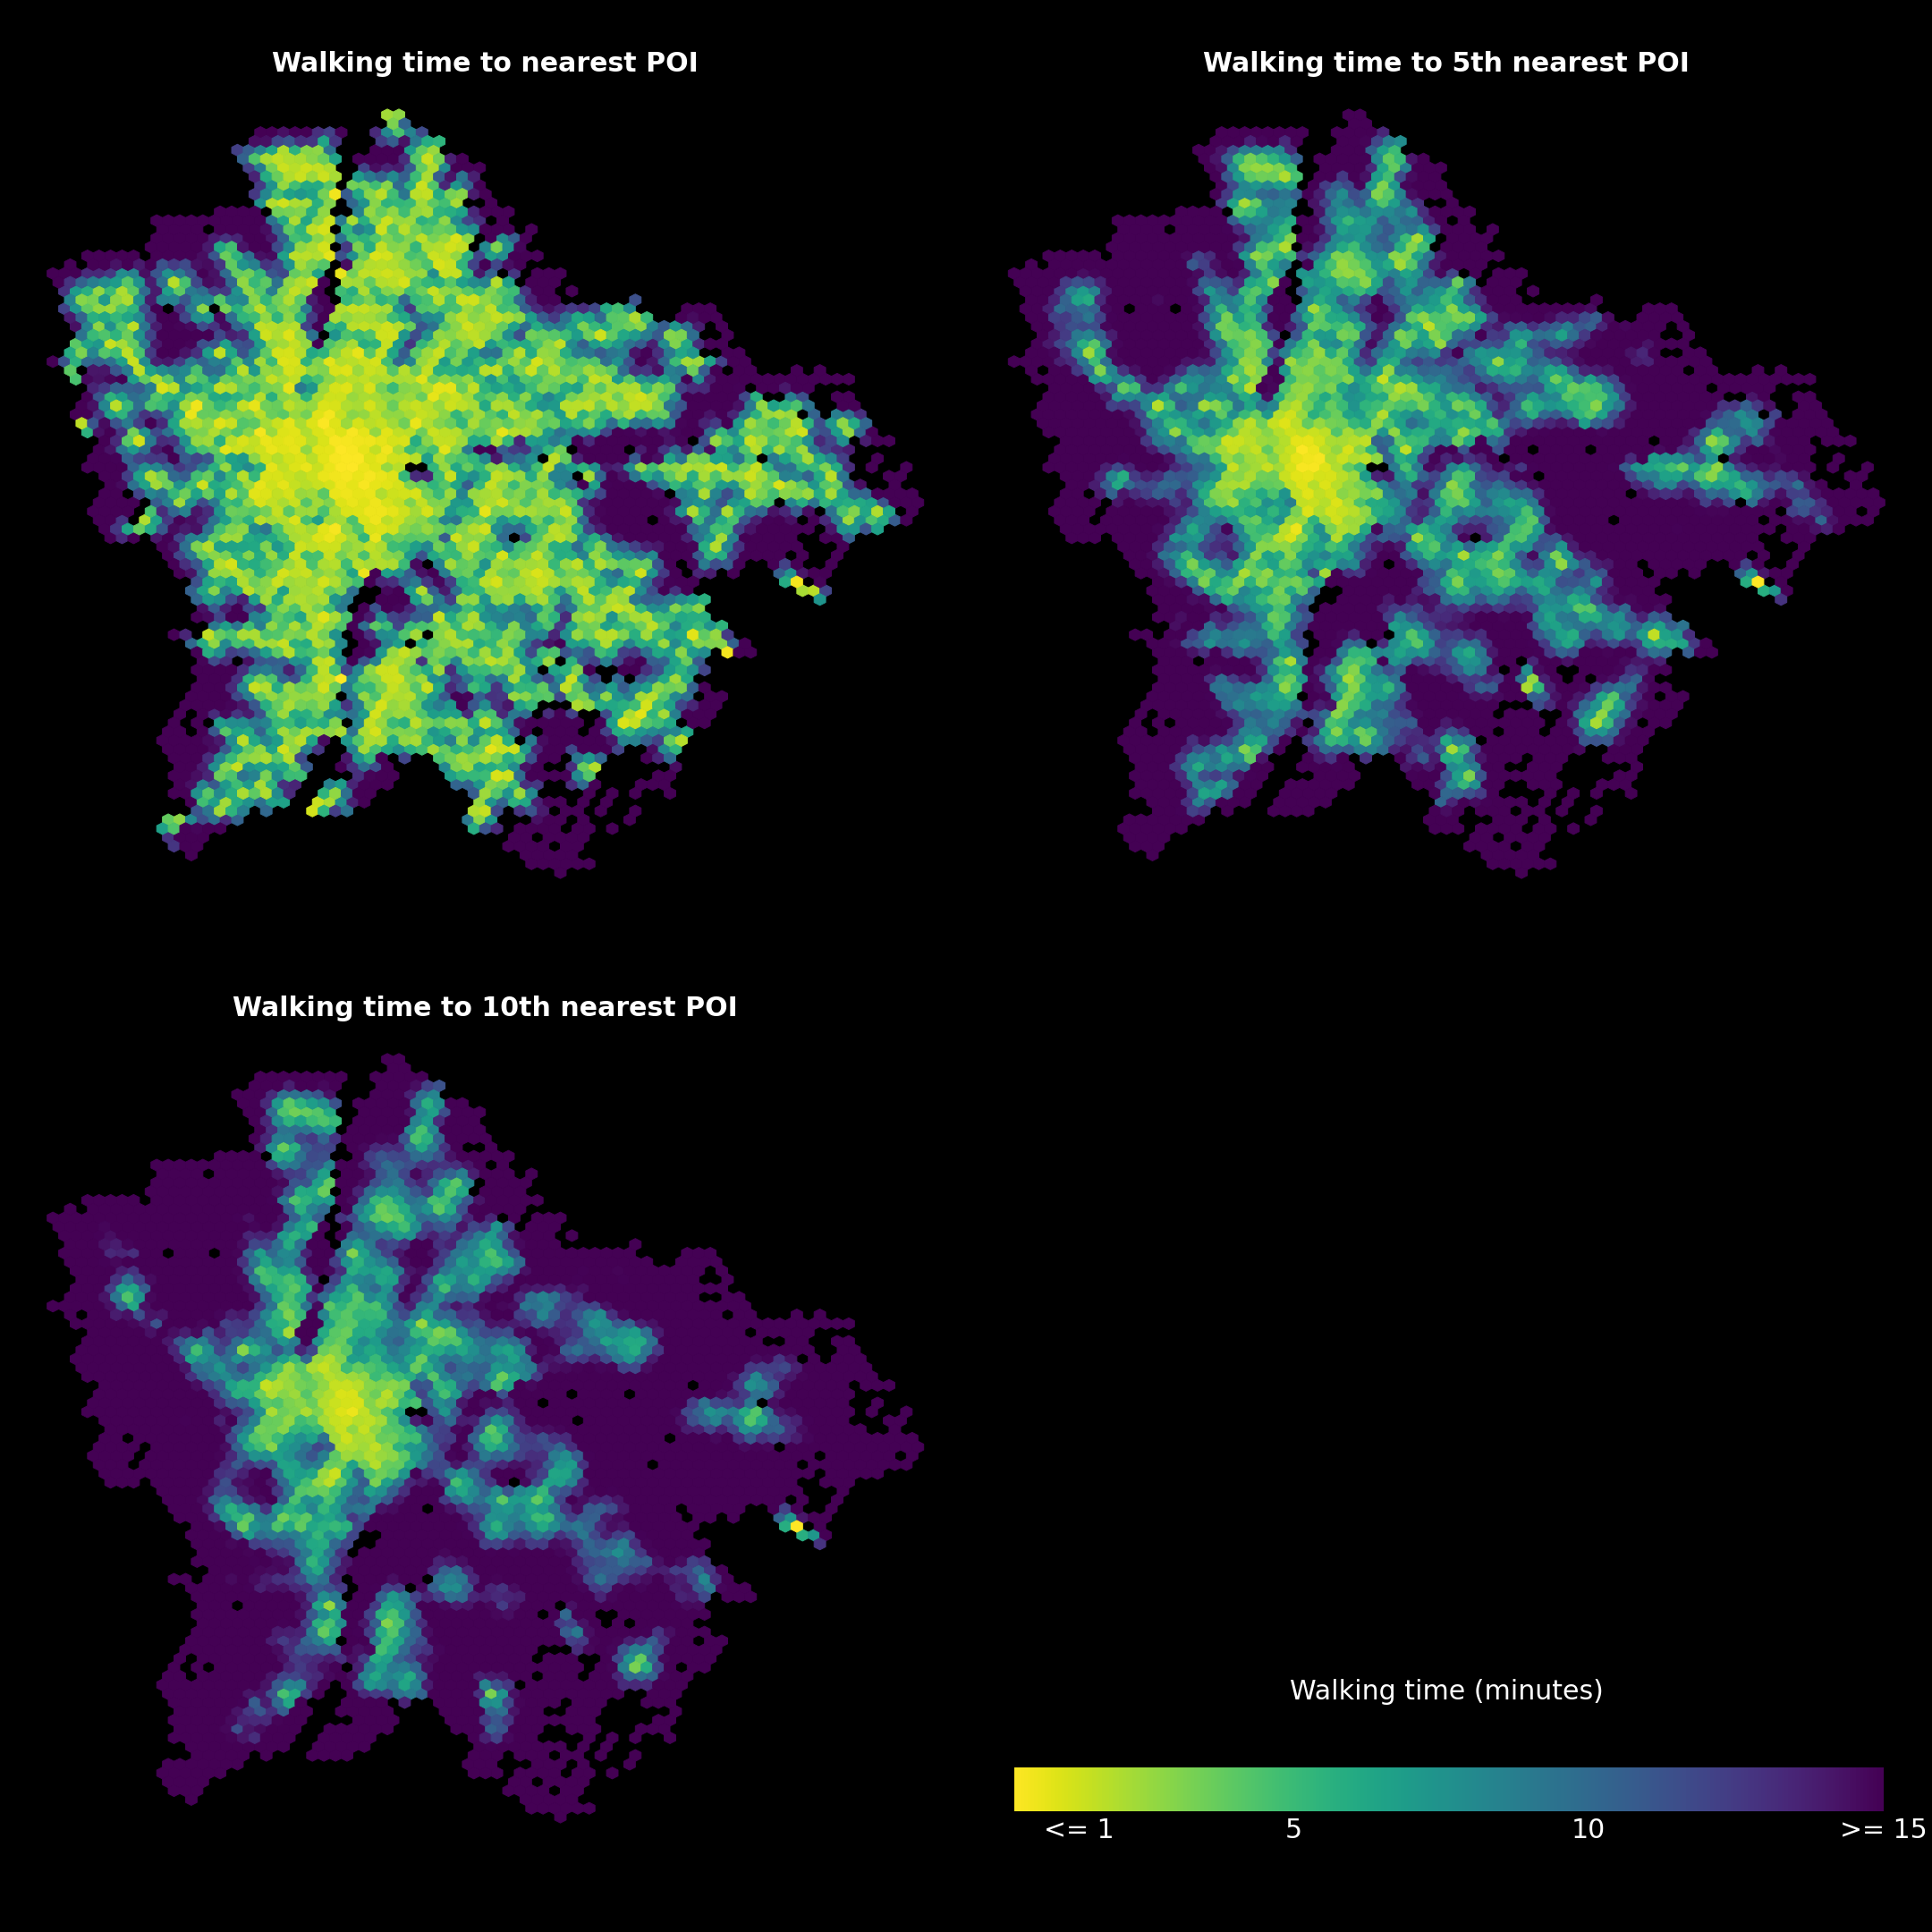 Walking time to nearest POI
Walking time to 5th nearest POI
Walking time to 10th nearest POI
Walking time (minutes)
<= 1 5 10 >= 15